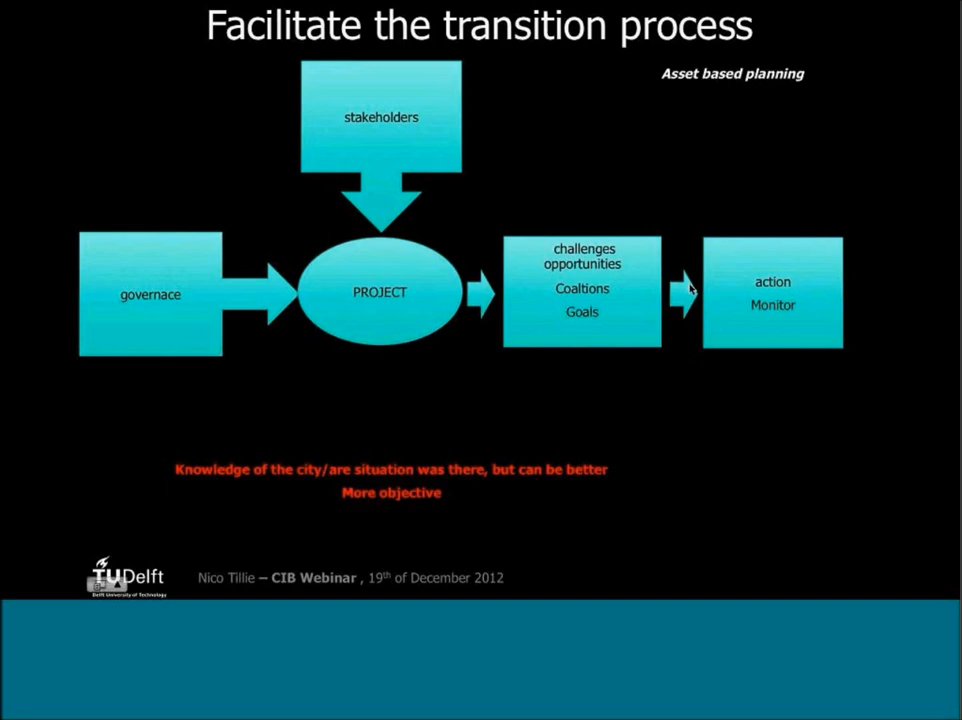 Facilitate the transition process
Asset based planning
stakeholders
governace
PROJECT
challenges
opportunities
Coaltions
Goals
action
Monitor
Knowledge of the city/are situation was there, but can be better
More objective
TUDelft
Delft University of Technology
Nico Tillie – CIB Webinar , 19th of December 2012